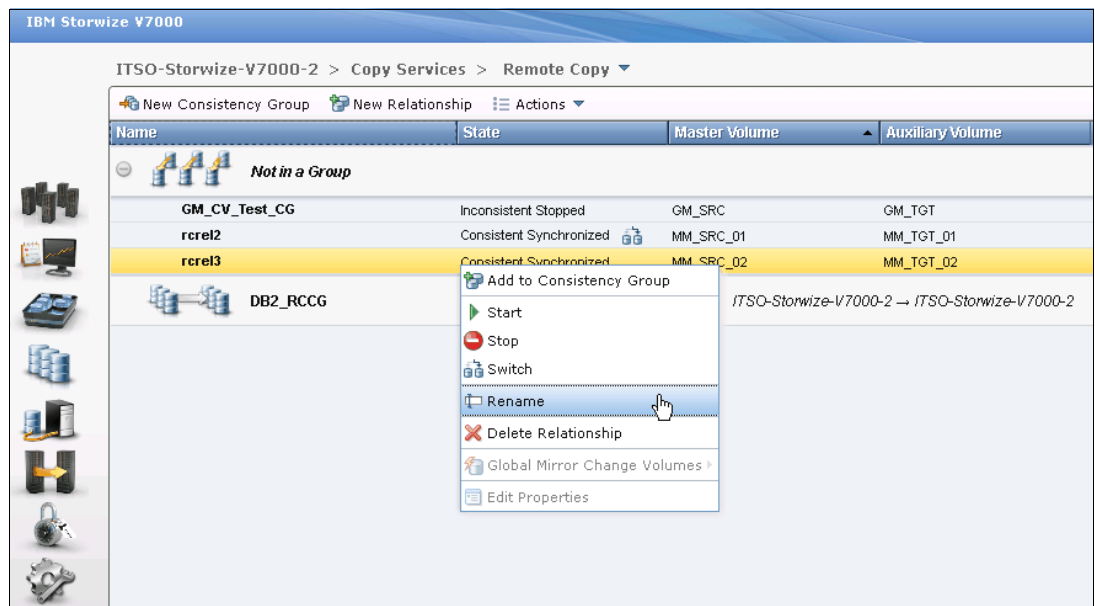 IBM Storwize V7000
ITSO-Storwize-V7000-2 > Copy Services > Remote Copy
New Consistency Group New Relationship Actions
Name State Master Volume Auxiliary Volume
Not in a Group
GM_CV_Test_CG Inconsistent Stopped GM_SRC GM_TGT
rcrel2 Consistent Synchronized MM_SRC_01 MM_TGT_01
rcrel3 Consistent Synchronized MM_SRC_02 MM_TGT_02
Add to Consistency Group
DB2_RCCG ITSO-Storwize-V7000-2 → ITSO-Storwize-V7000-2
Start
Stop
Switch
Rename
Delete Relationship
Global Mirror Change Volumes
Edit Properties